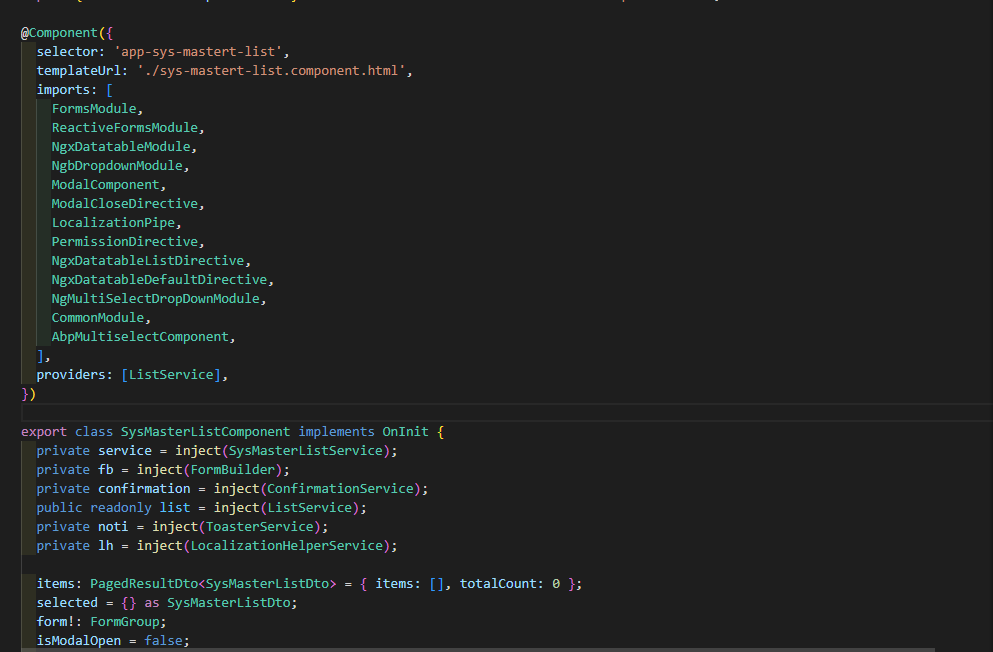 @Component({
selector: 'app-sys-mastert-list',
templateUrl: './sys-mastert-list.component.html',
imports: [
FormsModule,
ReactiveFormsModule,
NgxDatatableModule,
NgbDropdownModule,
ModalComponent,
ModalCloseDirective,
LocalizationPipe,
PermissionDirective,
NgxDatatableListDirective,
NgxDatatableDefaultDirective,
NgMultiSelectDropDownModule,
CommonModule,
AbpMultiselectComponent,
],
providers: [ListService],
})
export class SysMasterListComponent implements OnInit {
private service = inject(SysMasterListService);
private fb = inject(FormBuilder);
private confirmation = inject(ConfirmationService);
public readonly list = inject(ListService);
private noti = inject(ToasterService);
private lh = inject(LocalizationHelperService);
items: PagedResultDto<SysMasterListDto> = { items: [], totalCount: 0 };
selected = {} as SysMasterListDto;
form!: FormGroup;
isModalOpen = false;